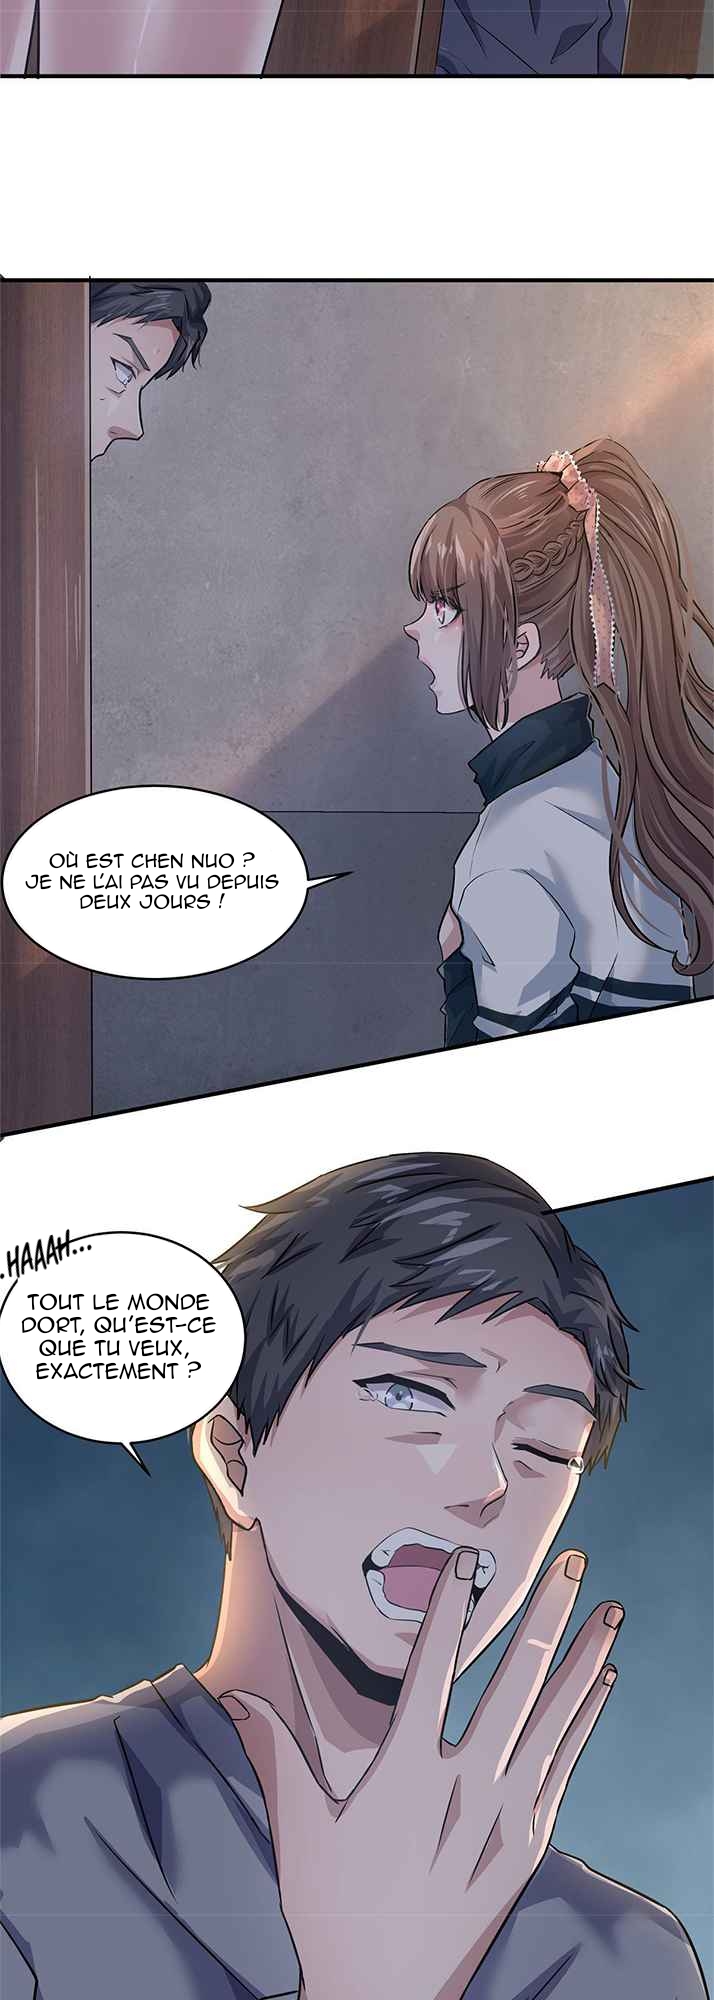 OÙ EST CHEN NUO ?
JE NE L'AI PAS VU DEPUIS
DEUX JOURS !
..HAAAH...
TOUT LE MONDE
DORT, QU'EST-CE
QUE TU VEUX,
EXACTEMENT ?